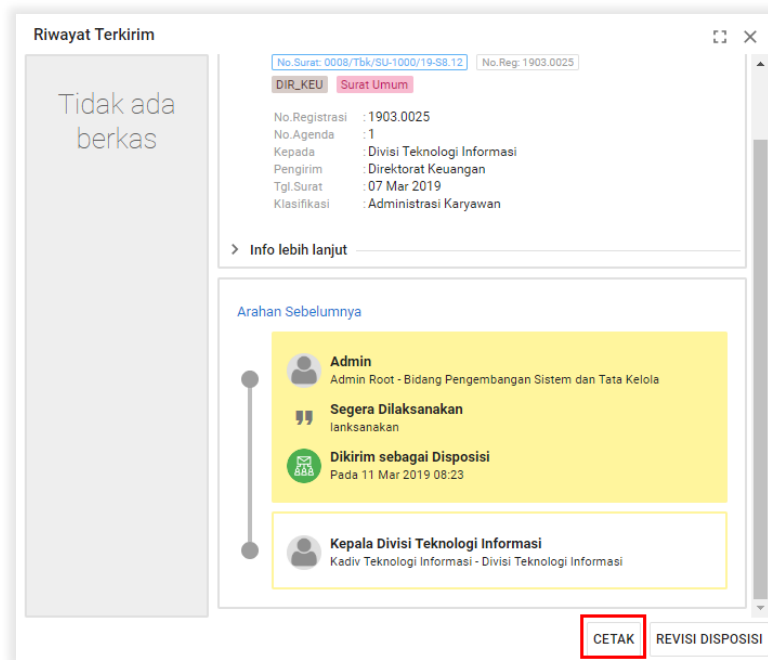 Riwayat Terkirim
Tidak ada
berkas
No.Surat: 0008/Tbk/SU-1000/19-S8.12 No.Reg: 1903.0025
DIR_KEU Surat Umum
No.Registrasi : 1903.0025
No.Agenda : 1
Kepada : Divisi Teknologi Informasi
Pengirim : Direktorat Keuangan
Tgl.Surat : 07 Mar 2019
Klasifikasi : Administrasi Karyawan
Info lebih lanjut
Arahan Sebelumnya
Admin
Admin Root - Bidang Pengembangan Sistem dan Tata Kelola
Segera Dilaksanakan
lanksanakan
Dikirim sebagai Disposisi
Pada 11 Mar 2019 08:23
Kepala Divisi Teknologi Informasi
Kadiv Teknologi Informasi - Divisi Teknologi Informasi
CETAK REVISI DISPOSISI